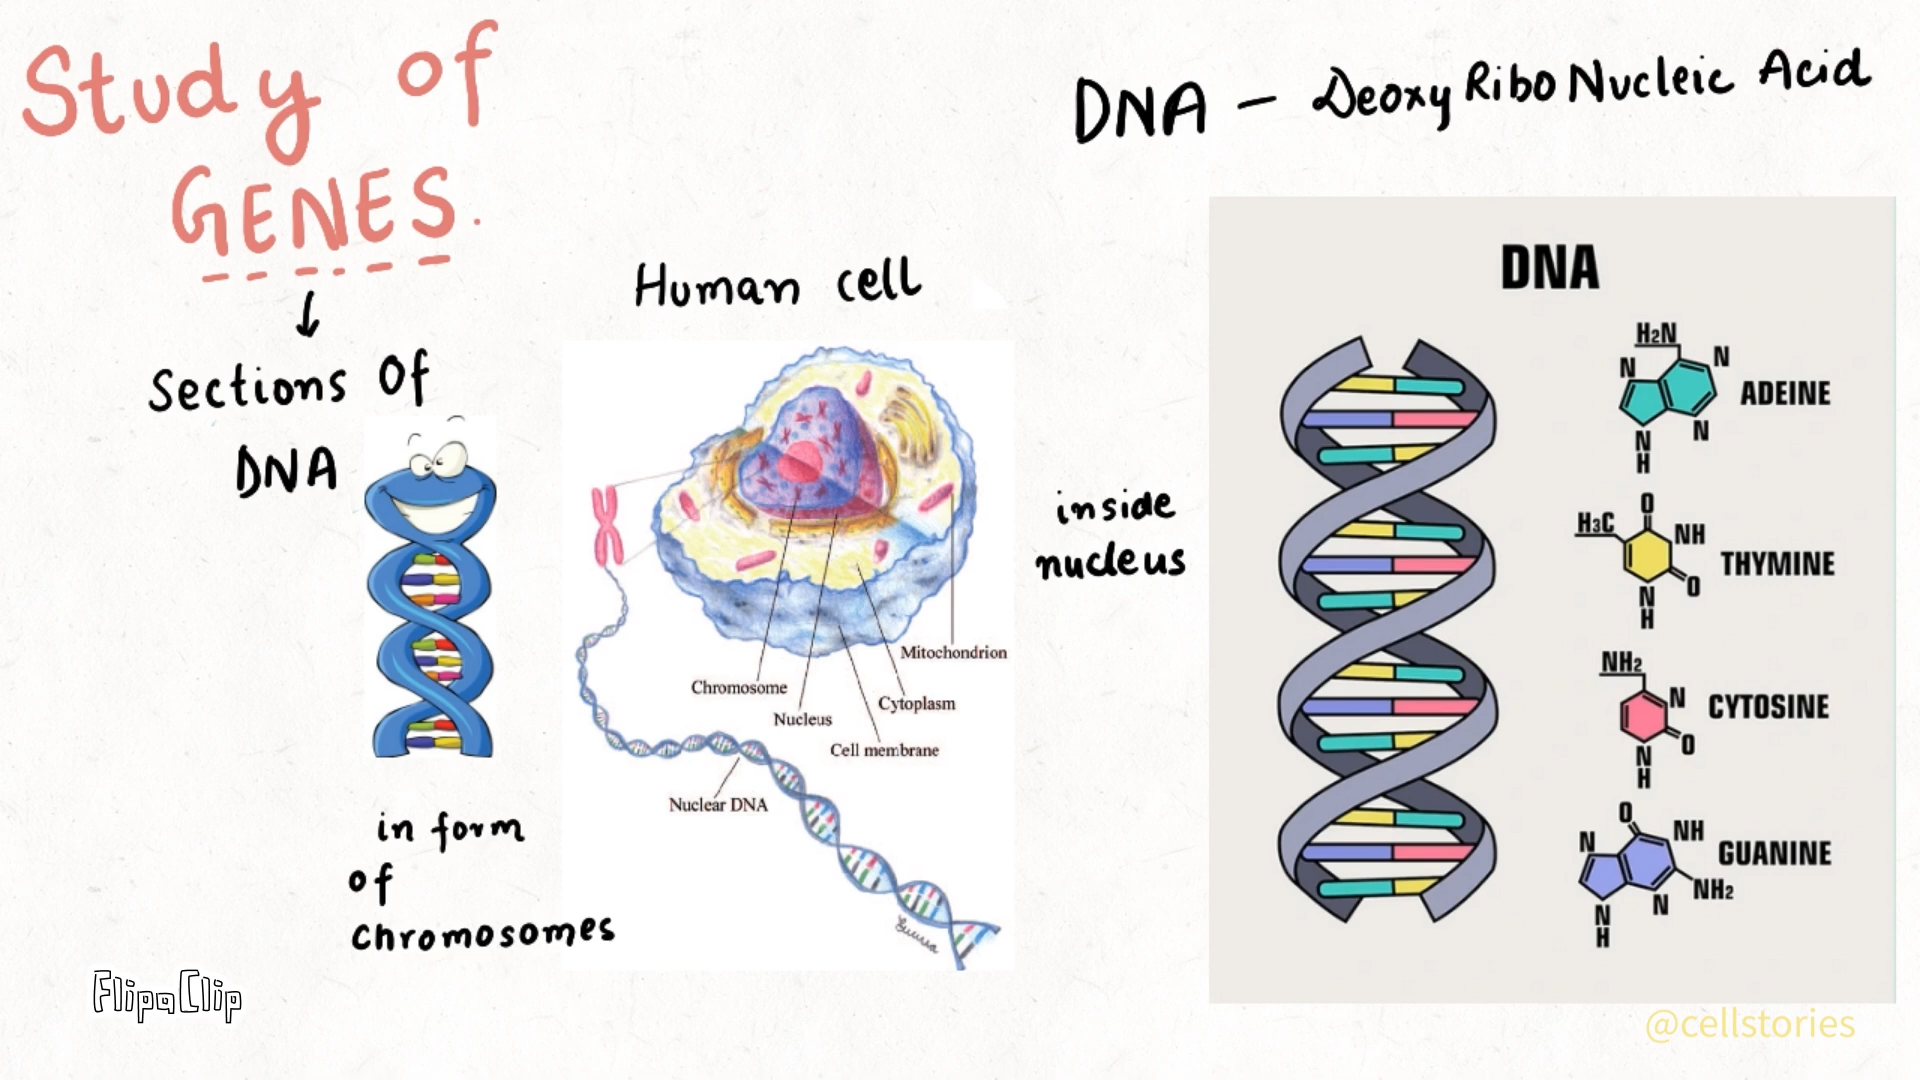 Study of
GENES.
Sections Of
DNA
in form
of
chromosomes
Human cell
Mitochondrion
Chromosome
Cytoplasm
Nucleus
Cell membrane
Nuclear DNA
inside
nucleus
DNA - DeoxyRibo Nucleic Acid
DNA
H2N
N
N
N
H
N
ADEINE
O
H3C
NH
O
N
H
THYMINE
NH2
N
O
N
H
CYTOSINE
O
N
NH
NH2
N
N
H
GUANINE
FlipaClip
@cellstories